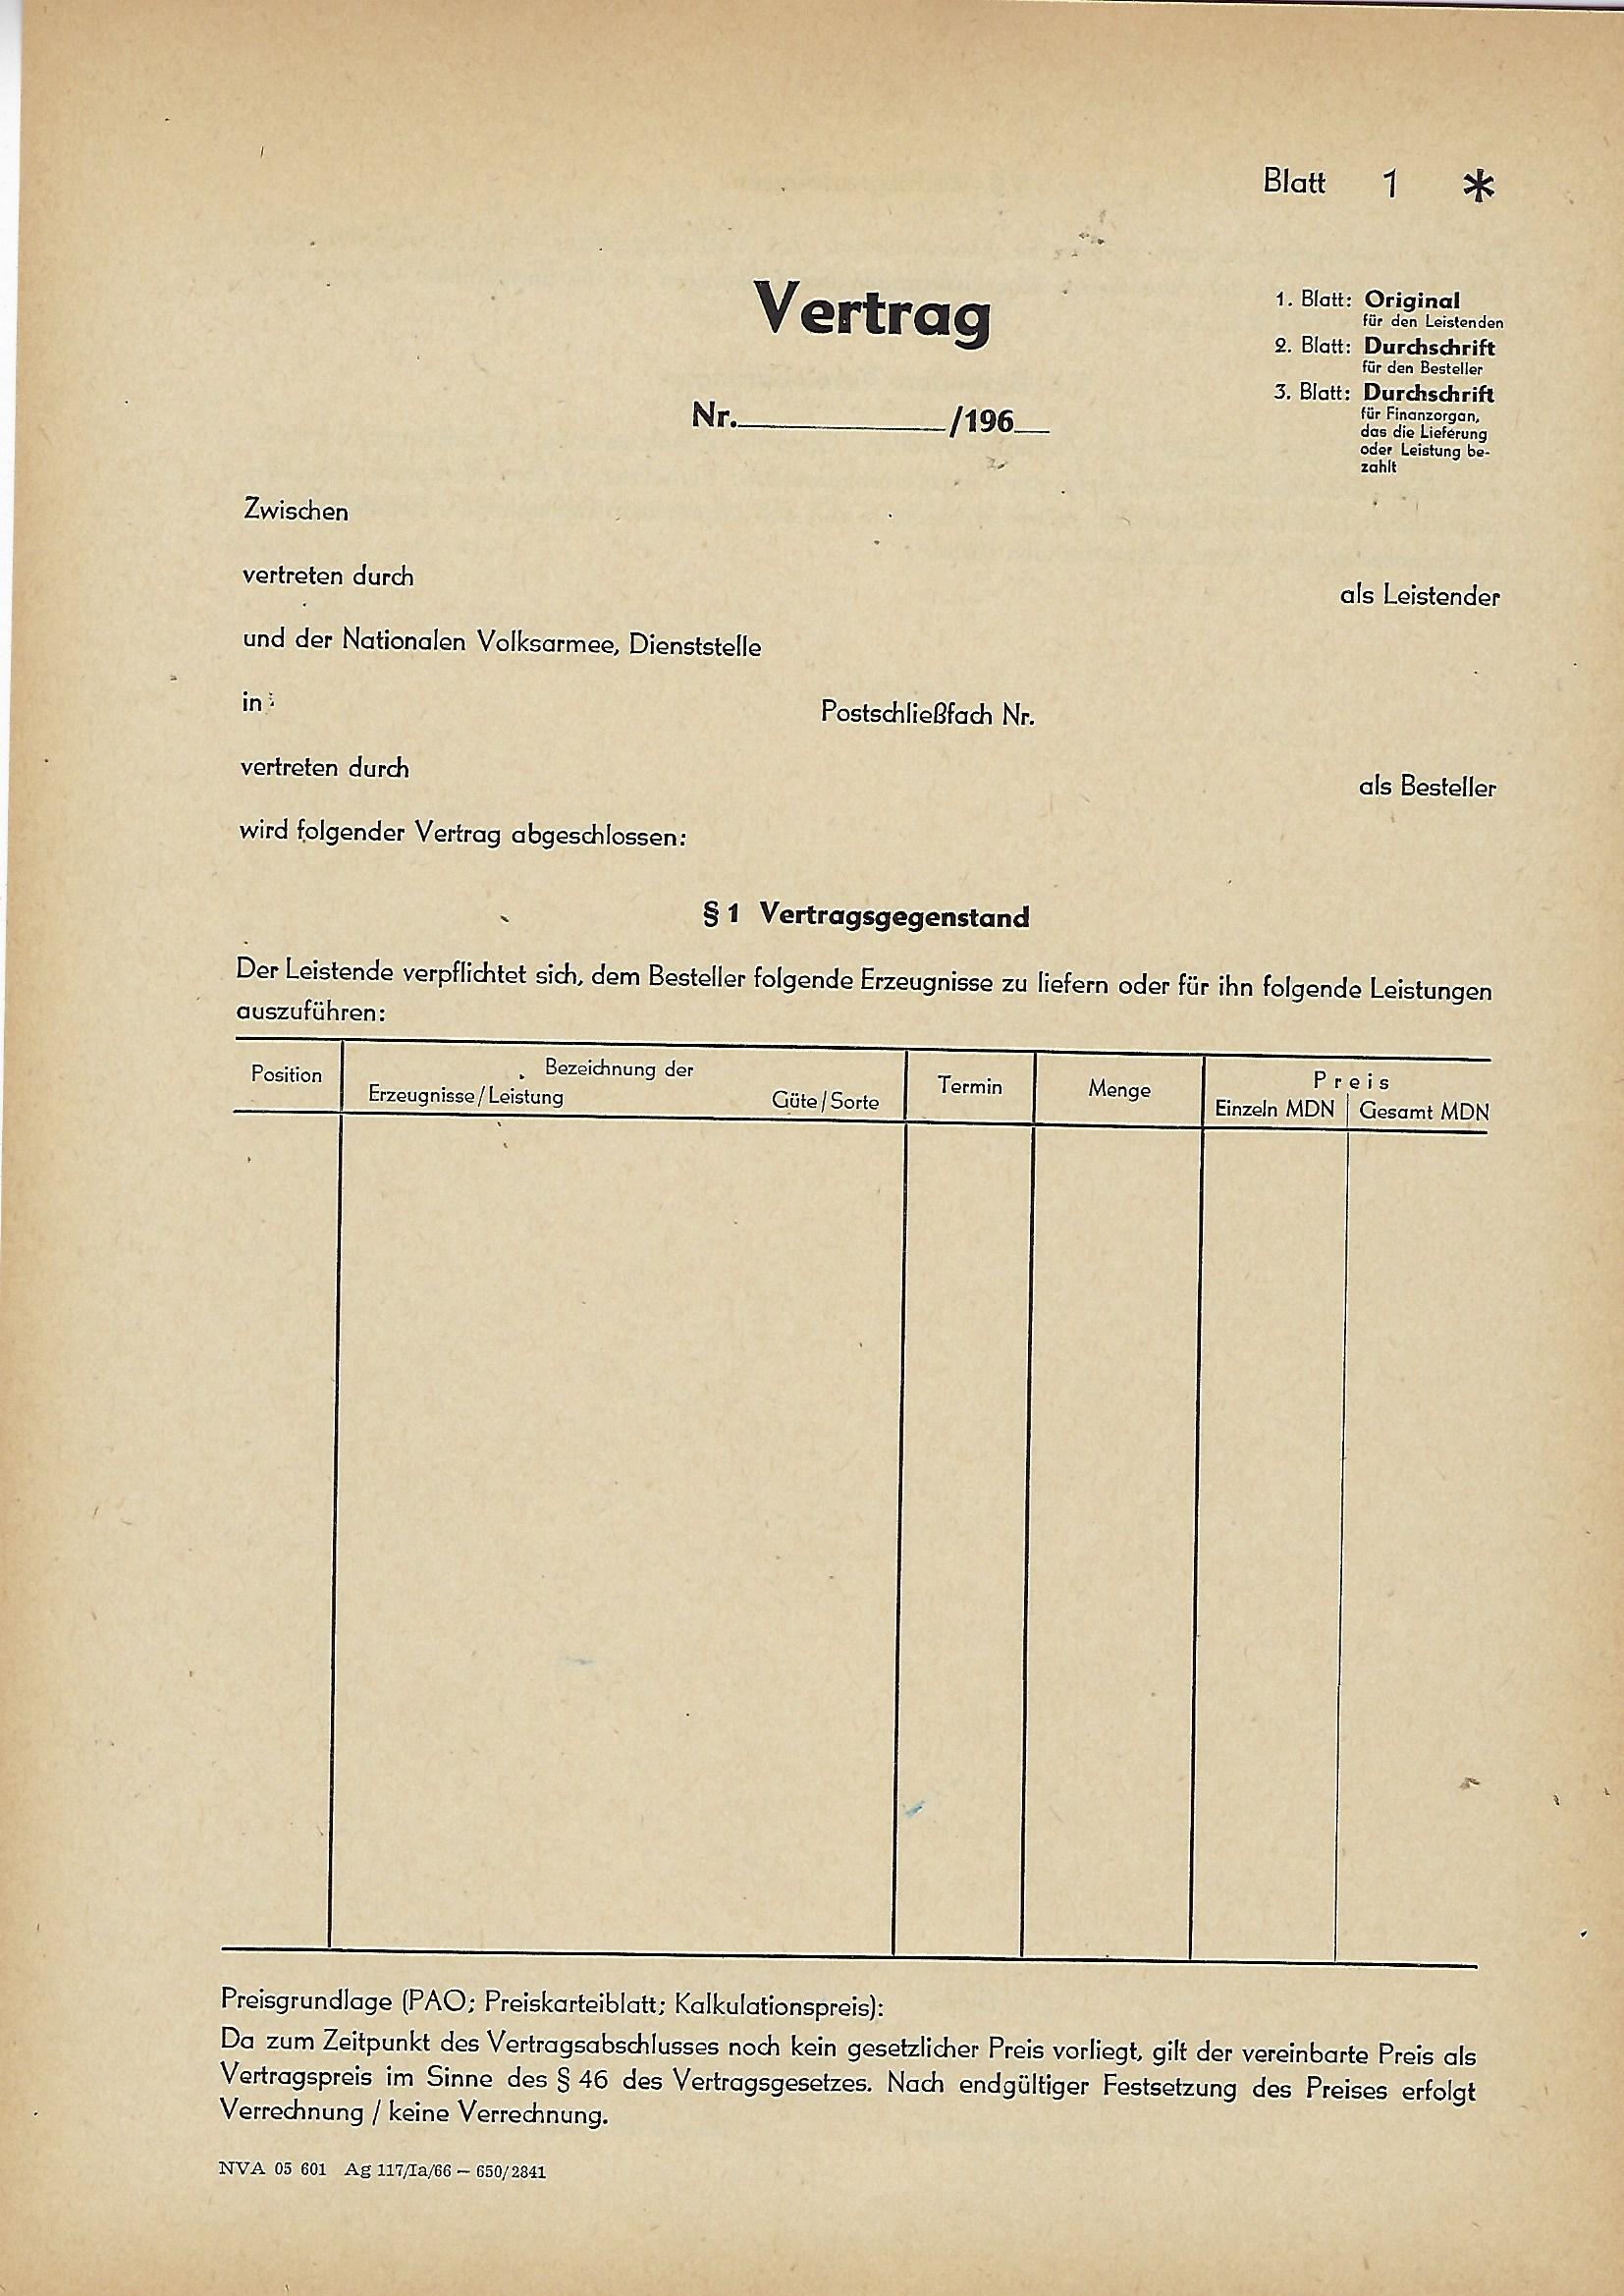 Blatt 1 *
Vertrag
Nr. /196
1. Blatt: Original
für den Leistenden
2. Blatt: Durchschrift
für den Besteller
3. Blatt: Durchschrift
für Finanzorgan,
das die Lieferung
oder Leistung be-
zahlt
Zwischen
vertreten durch
als Leistender
und der Nationalen Volksarmee, Dienststelle
in
Postschließfach Nr.
vertreten durch
als Besteller
wird folgender Vertrag abgeschlossen:
§ 1 Vertragsgegenstand
Der Leistende verpflichtet sich, dem Besteller folgende Erzeugnisse zu liefern oder für ihn folgende Leistungen
auszuführen:
Position
Bezeichnung der
Erzeugnisse/Leistung Güte/Sorte
Termin
Menge
Preis
Einzeln MDN Gesamt MDN
Preisgrundlage (PAO; Preiskarteiblatt; Kalkulationspreis):
Da zum Zeitpunkt des Vertragsabschlusses noch kein gesetzlicher Preis vorliegt, gilt der vereinbarte Preis als
Vertragspreis im Sinne des § 46 des Vertragsgesetzes. Nach endgültiger Festsetzung des Preises erfolgt
Verrechnung / keine Verrechnung.
NVA 05 601 Ag 117/Ia/66 – 650/2841